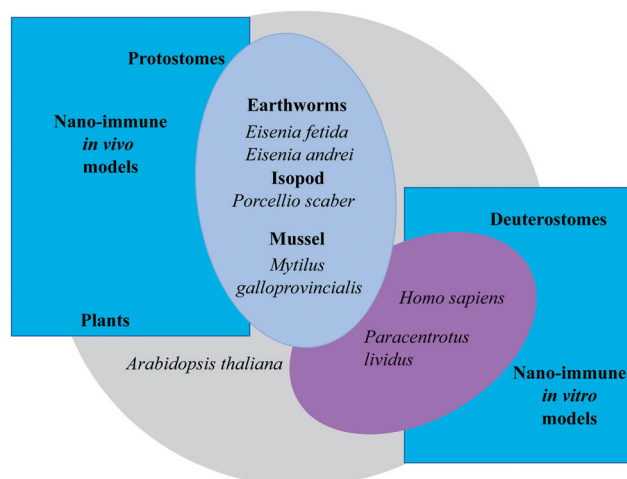 Protostomes
Nano-immune
in vivo
models
Earthworms
Eisenia fetida
Eisenia andrei
Isopod
Porcellio scaber
Mussel
Mytilus
galloprovincialis
Plants
Arabidopsis thaliana
Deuterostomes
Homo sapiens
Paracentrotus
lividus
Nano-immune
in vitro
models